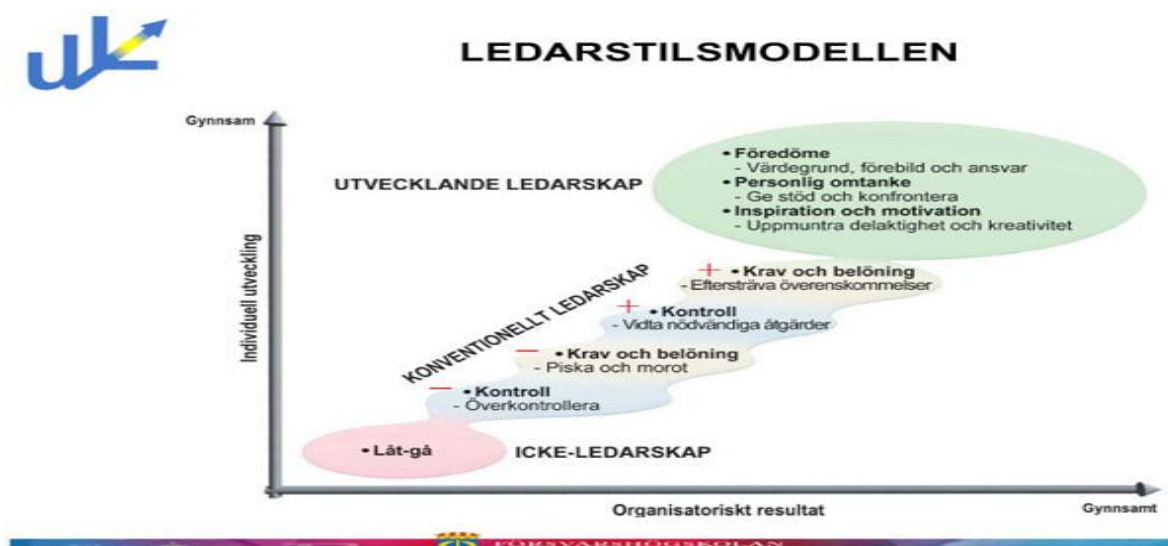 LEDARSTILSMODELLEN
Gynnsam
• Föredöme
- Värdegrund, förebild och ansvar
UTVECKLANDE LEDARSKAP
• Personlig omtanke
- Ge stöd och konfrontera
• Inspiration och motivation
- Uppmuntra delaktighet och kreativitet
Individuell utveckling
KONVENTIONELLT LEDARSKAP
+ • Krav och belöning
- Eftersträva överenskommelser
+ • Kontroll
- Vidta nödvändiga åtgärder
– • Krav och belöning
- Piska och morot
– • Kontroll
- Överkontrollera
• Låt-gå
ICKE-LEDARSKAP
Organisatoriskt resultat
Gynnsamt
FÖRSVARSHÖGSKOLAN